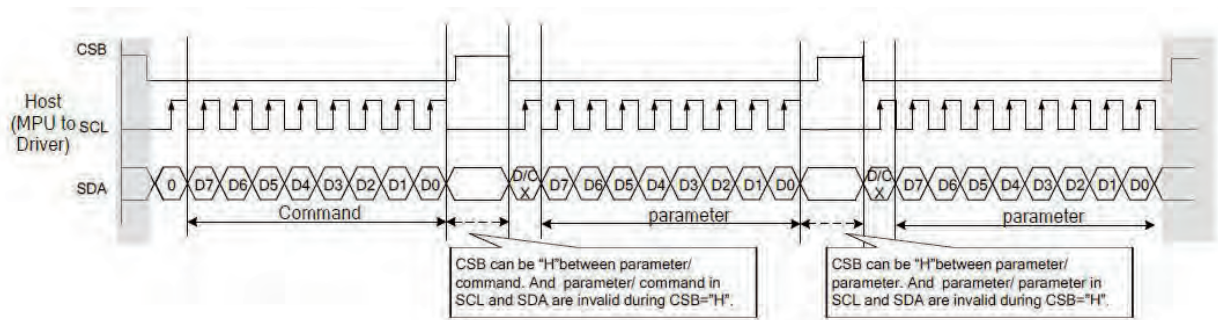 CSB
Host
(MPU to
Driver)
SCL
SDA
0 D7 D6 D5 D4 D3 D2 D1 D0
D/C
X
D7 D6 D5 D4 D3 D2 D1 D0
D/C
X
D7 D6 D5 D4 D3 D2 D1 D0
Command
parameter
parameter
CSB can be "H"between parameter/
command. And parameter/ command in
SCL and SDA are invalid during CSB="H".
CSB can be "H"between parameter/
parameter. And parameter/ parameter in
SCL and SDA are invalid during CSB="H".